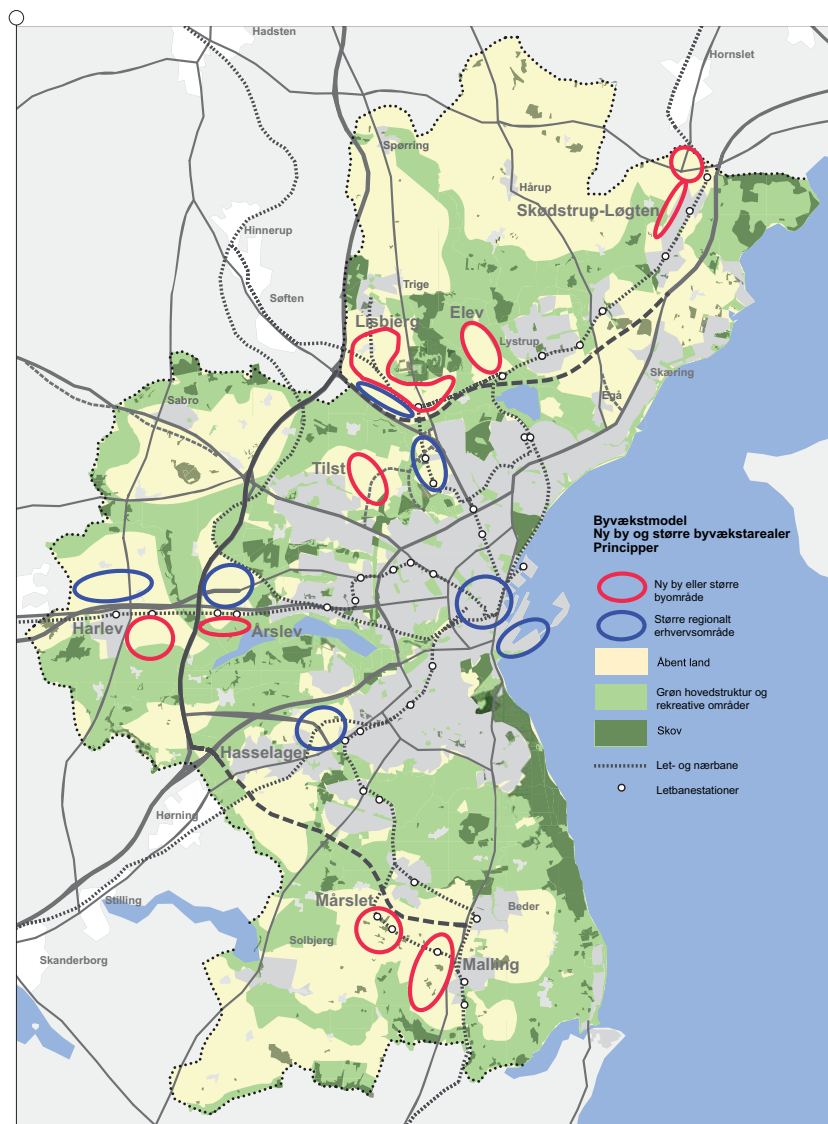 Hadsten
Hornslet
Spørring
Hårup
Skødstrup-Løgten
Hinnerup
Trige
Søften
Elev
Lisbjerg
Lystrup
Skæring
Egå
Sabro
Tilst
Byvækstmodel
Ny by og større byvækstarealer
Principper
Ny by eller større
byområde
Større regionalt
erhvervsområde
Åbent land
Grøn hovedstruktur og
rekreative områder
Skov
Let- og nærbane
Letbanestationer
Harlev
Årslev
Hasselager
Hørning
Stilling
Mårslet
Beder
Solbjerg
Skanderborg
Malling